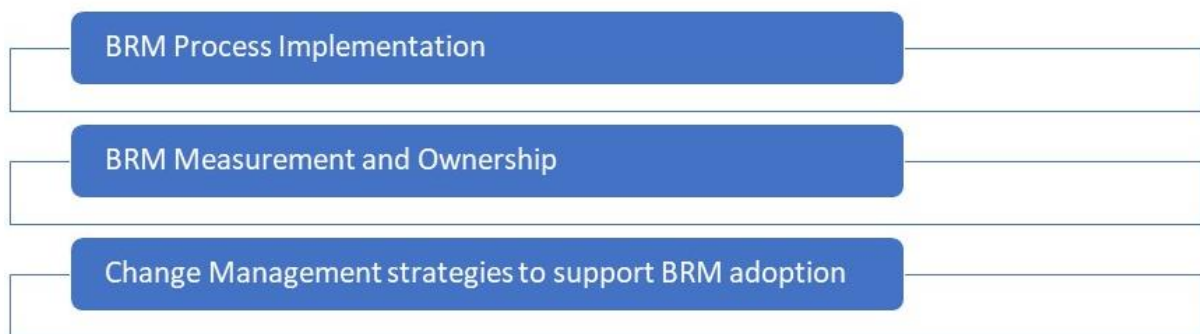 BRM Process Implementation
BRM Measurement and Ownership
Change Management strategies to support BRM adoption